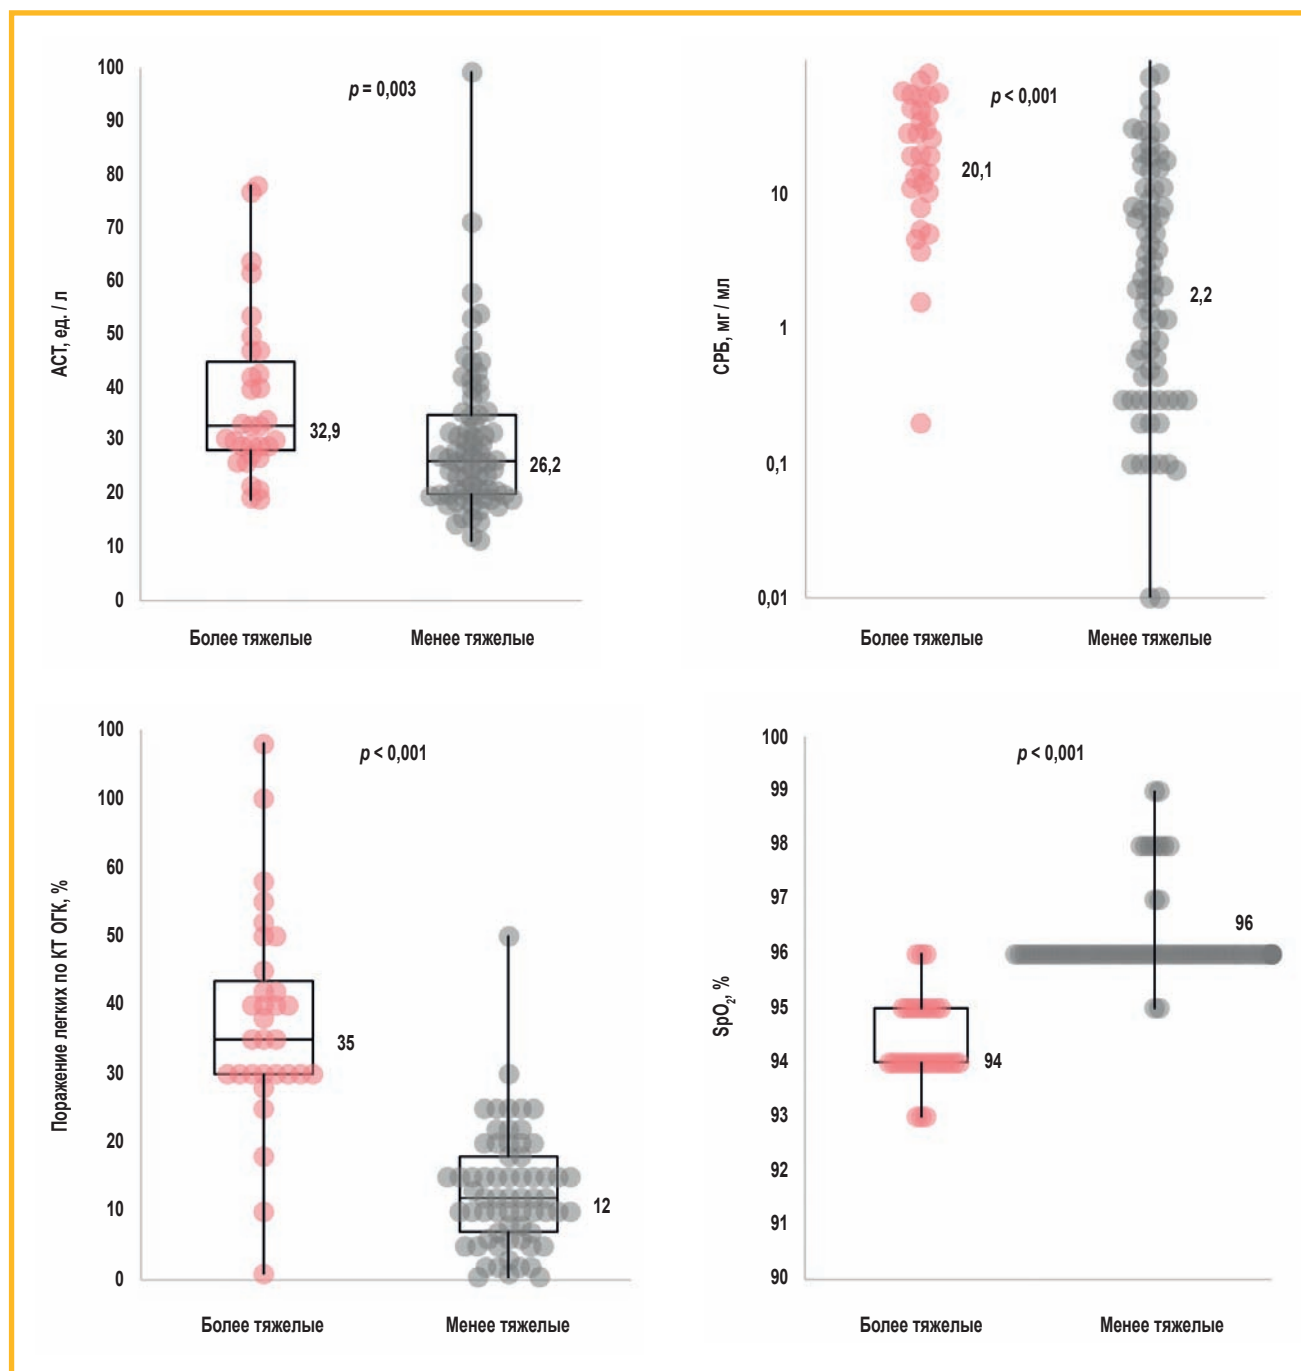 100
90
80
70
60
50
40
30
20
10
0
АСТ, ед. / л
p = 0,003
32,9
26,2
Более тяжелые
Менее тяжелые
10
1
0,1
0,01
СРБ, мг / мл
p < 0,001
20,1
2,2
Более тяжелые
Менее тяжелые
100
100
60
50
40
30
20
10
0
Поражение легких по КТ ОГК, %
p < 0,001
35
12
Более тяжелые
Менее тяжелые
100
99
98
97
96
95
94
93
92
91
90
SpO₂, %
p < 0,001
94
96
Более тяжелые
Менее тяжелые